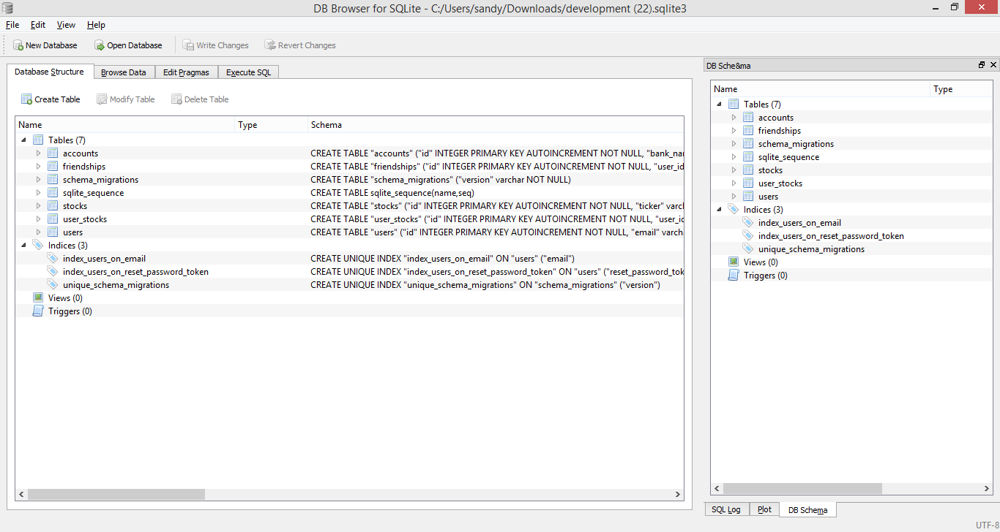 DB Browser for SQLite - C:/Users/sandy/Downloads/development (22).sqlite3
File Edit View Help
New Database Open Database Write Changes Revert Changes
Database Structure Browse Data Edit Pragmas Execute SQL
Create Table Modify Table Delete Table
Name Type Schema
Tables (7)
accounts CREATE TABLE "accounts" ("id" INTEGER PRIMARY KEY AUTOINCREMENT NOT NULL, "bank_na
friendships CREATE TABLE "friendships" ("id" INTEGER PRIMARY KEY AUTOINCREMENT NOT NULL, "user_id
schema_migrations CREATE TABLE "schema_migrations" ("version" varchar NOT NULL)
sqlite_sequence CREATE TABLE sqlite_sequence(name,seq)
stocks CREATE TABLE "stocks" ("id" INTEGER PRIMARY KEY AUTOINCREMENT NOT NULL, "ticker" varc
user_stocks CREATE TABLE "user_stocks" ("id" INTEGER PRIMARY KEY AUTOINCREMENT NOT NULL, "user_id
users CREATE TABLE "users" ("id" INTEGER PRIMARY KEY AUTOINCREMENT NOT NULL, "email" varcha
Indices (3)
index_users_on_email CREATE UNIQUE INDEX "index_users_on_email" ON "users" ("email")
index_users_on_reset_password_token CREATE UNIQUE INDEX "index_users_on_reset_password_token" ON "users" ("reset_password_tok
unique_schema_migrations CREATE UNIQUE INDEX "unique_schema_migrations" ON "schema_migrations" ("version")
Views (0)
Triggers (0)
DB Sche&ma
Name Type
Tables (7)
accounts
friendships
schema_migrations
sqlite_sequence
stocks
user_stocks
users
Indices (3)
index_users_on_email
index_users_on_reset_password_token
unique_schema_migrations
Views (0)
Triggers (0)
SQL Log Plot DB Schema
UTF-8